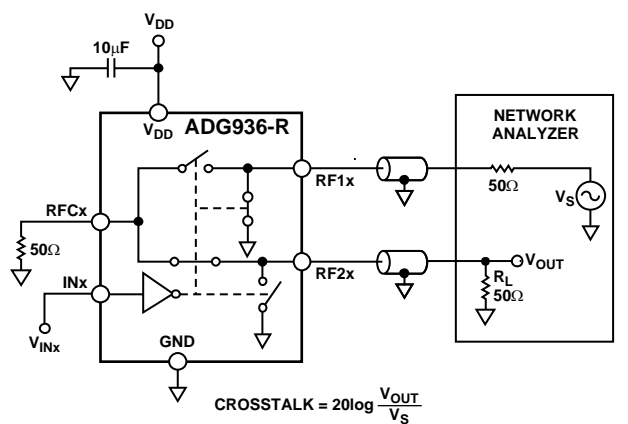 VDD
10µF
VDD
ADG936-R
NETWORK
ANALYZER
RF1x
50Ω
VS
RFCx
50Ω
RF2x
VOUT
INx
RL
50Ω
VINx
GND
CROSSTALK = 20log VOUT
VS